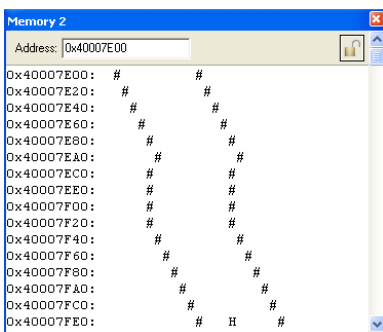 Memory 2
Address: 0x40007E00
0x40007E00:  #         #
0x40007E20:   #         #
0x40007E40:    #         #
0x40007E60:     #         #
0x40007E80:      #         #
0x40007EA0:       #         #
0x40007EC0:      #         #
0x40007EE0:      #         #
0x40007F00:      #         #
0x40007F20:      #         #
0x40007F40:       #         #
0x40007F60:        #         #
0x40007F80:         #         #
0x40007FA0:          #         #
0x40007FC0:           #         #
0x40007FE0:            #   H     #